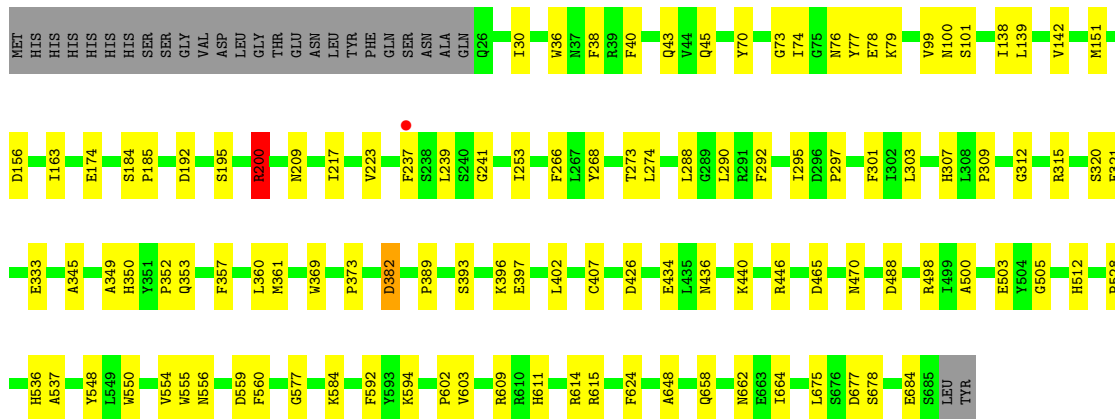 MET HIS HIS HIS HIS HIS HIS SER SER GLY VAL ASP LEU GLY THR GLU ASN LEU TYR PHE GLN SER ASN ALA GLN Q26 I30 W36 N37 F38 R39 F40 Q43 V44 Q45 Y70 G73 I74 G75 N76 Y77 E78 K79 V99 N100 S101 I138 L139 V142 M151
D156 I163 E174 S184 P185 D192 S195 R200 N209 I217 V223 F237 S238 L239 S240 G241 I253 F266 L267 Y268 T273 L274 L288 G289 L290 R291 F292 I295 D296 P297 F301 I302 L303 H307 L308 P309 G312 R315 S320
E333 A345 A349 H350 Y351 P352 Q353 F357 L360 M361 W369 P373 D382 P389 S393 K396 E397 L402 C407 D426 E434 L435 N436 K440 R446 D465 N470 D488 R498 I499 A500 E503 Y504 G505 H512
H536 A537 Y548 L549 W550 V554 W555 N556 D559 F560 G577 K584 F592 Y593 K594 P602 V603 R609 R610 H611 R614 R615 F624 A648 Q658 N662 E663 I664 L675 S676 D677 S678 E684 S685 LEU TYR